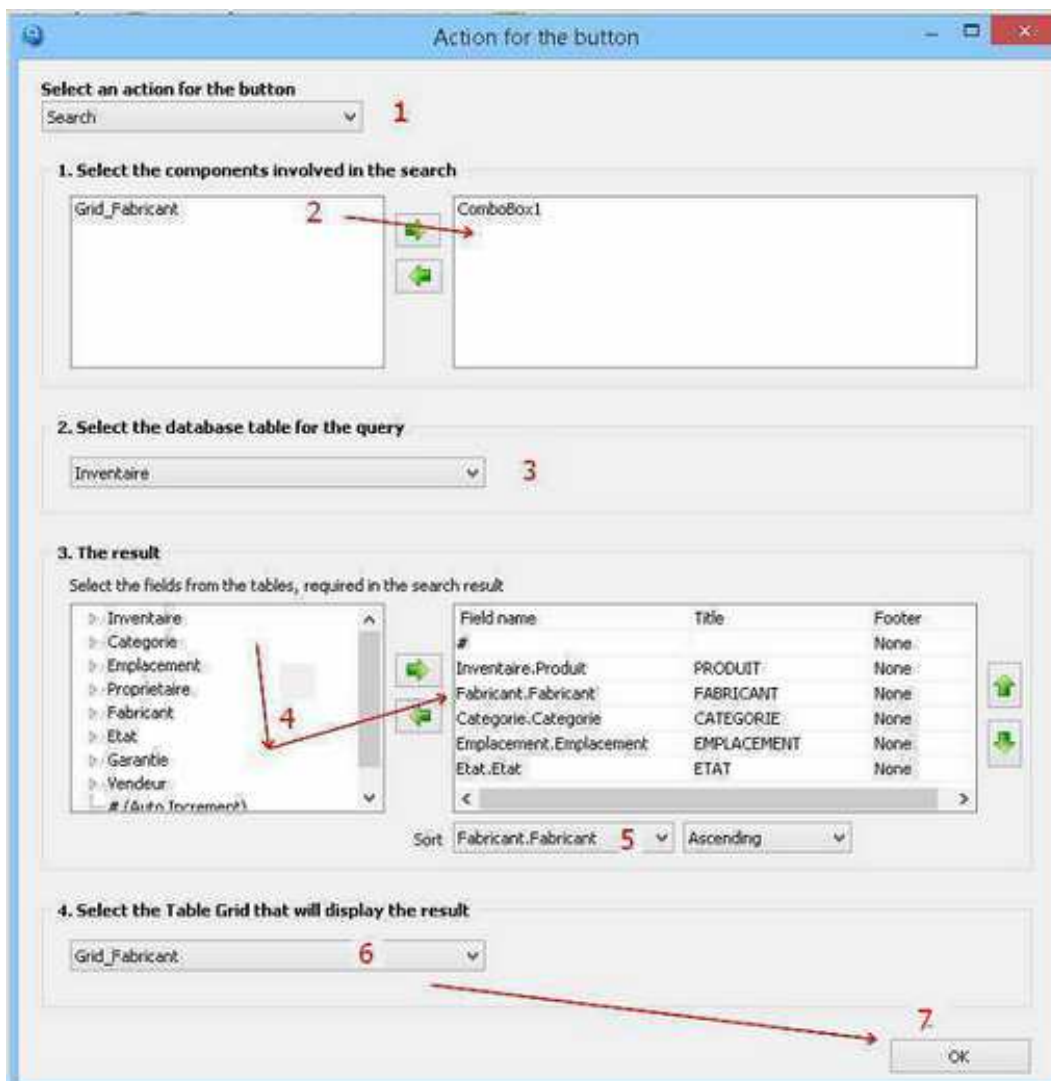 Action for the button
Select an action for the button
Search
1
1. Select the components involved in the search
Grid_Fabricant
2
ComboBox1
2. Select the database table for the query
Inventaire
3
3. The result
Select the fields from the tables, required in the search result
Inventaire
Categorie
Emplacement
Proprietaire
Fabricant
Etat
Garantie
Vendeur
# (Auto Increment)
4
Field name Title Footer
# None
Inventaire.Produit PRODUIT None
Fabricant.Fabricant FABRICANT None
Categorie.Categorie CATEGORIE None
Emplacement.Emplacement EMPLACEMENT None
Etat.Etat ETAT None
Sort Fabricant.Fabricant 5 Ascending
4. Select the Table Grid that will display the result
Grid_Fabricant 6
7
OK